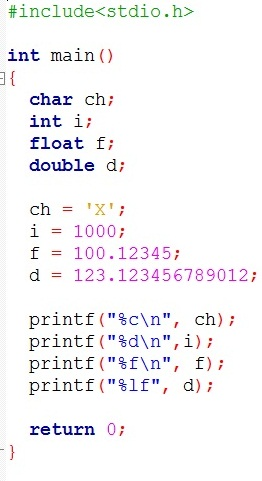 #include<stdio.h>
int main()
{
char ch;
int i;
float f;
double d;
ch = 'X';
i = 1000;
f = 100.12345;
d = 123.123456789012;
printf("%c\n", ch);
printf("%d\n",i);
printf("%f\n", f);
printf("%lf", d);
return 0;
}